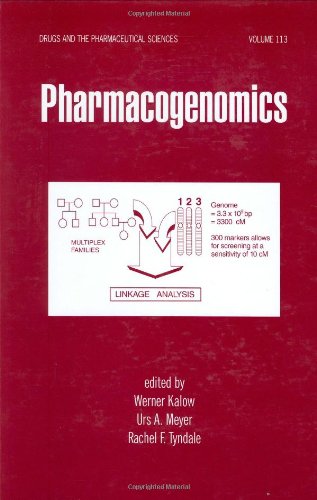 DRUGS AND THE PHARMACEUTICAL SCIENCES VOLUME 113
Pharmacogenomics
1 2 3
Genome
= 3.3 x 10⁹ bp
= 3300 cM
300 markers allows
for screening at a
sensitivity of 10 cM
MULTIPLEX
FAMILIES
LINKAGE ANALYSIS
edited by
Werner Kalow
Urs A. Meyer
Rachel F. Tyndale